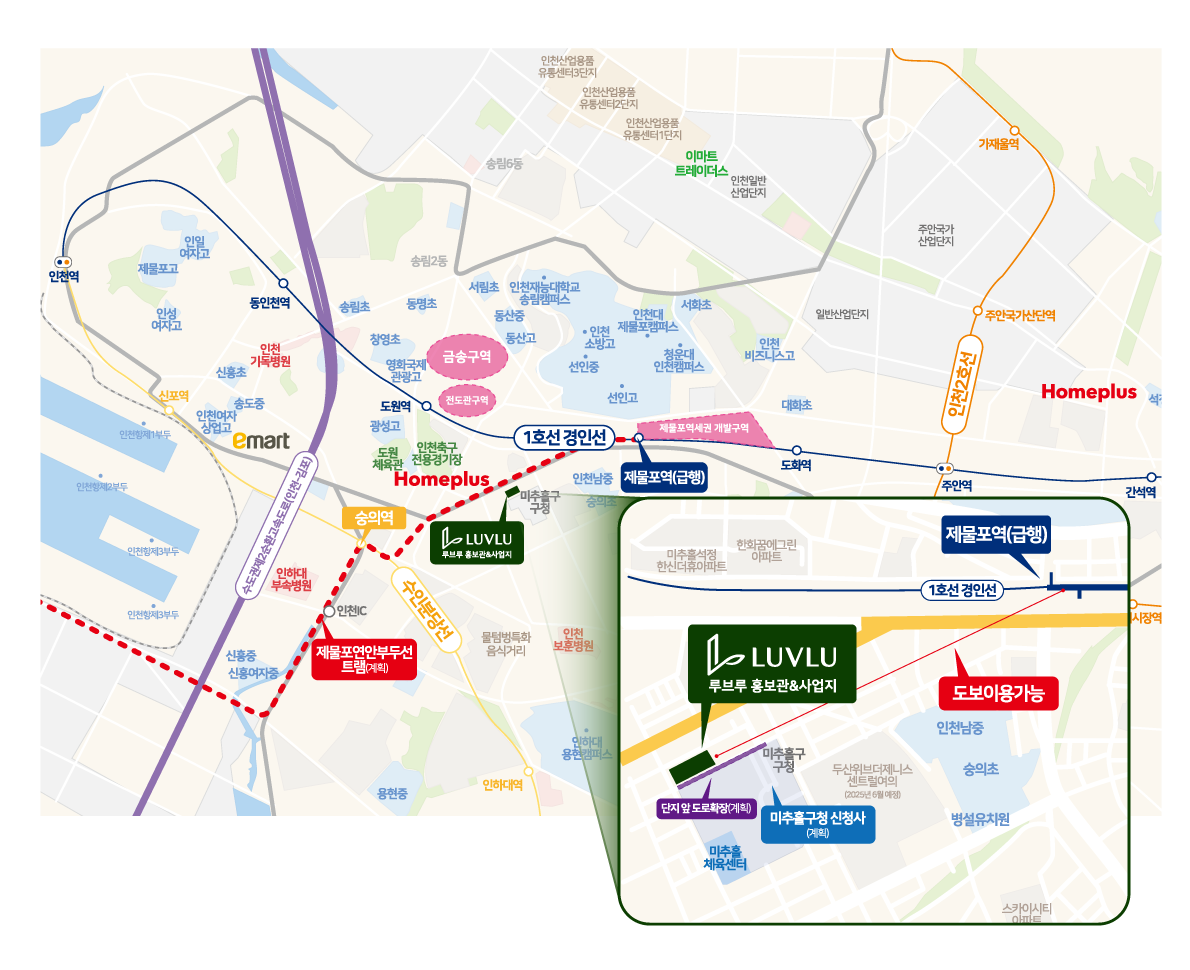 인천산업용품
유통센터3단지
인천산업용품
유통센터2단지
인천산업용품
유통센터1단지
이마트
트레이더스
인천일반
산업단지
가재울역
송림6동
주안국가
산업단지
인일
여자고
제물포고
인천역
송림2동
동인천역
서림초
인천재능대학교
송림캠퍼스
송림초
동명초
동산중
서화초
인성
여자고
인천대
제물포캠퍼스
일반산업단지
주안국가산단역
창영초
동산고
인천
소방고
인천
기독병원
금송구역
영화국제
관광고
선인중
청운대
인천캠퍼스
인천
비즈니스고
신흥초
인천2호선
Homeplus
신포역
송도중
전도관구역
선인고
도원역
대화초
인천여자
상업고
광성고
제물포역세권 개발구역
인천항제1부두
emart
1호선 경인선
도원
체육관
인천축구
전용경기장
도화역
Homeplus
제물포역(급행)
인천남중
숭의초
주안역
간석역
인천항제2부두
미추홀구
구청
수도권제2순환고속도로(인천~김포)
숭의역
LUVLU
루브루 홍보관&사업지
인천항제3부두
인하대
부속병원
수인분당선
인천항제3부두
인천IC
물텀벙특화
음식거리
인천
보훈병원
제물포연안부두선
트램(계획)
신흥중
신흥여자중
인하대
용현캠퍼스
인하대역
용현중
제물포역(급행)
미추홀석정
한신더휴아파트
한화꿈에그린
아파트
1호선 경인선
시장역
LUVLU
루브루 홍보관&사업지
도보이용가능
인천남중
미추홀구
구청
두산위브더제니스
센트럴여의
(2025년 6월 예정)
숭의초
단지 앞 도로확장(계획)
미추홀구청 신청사
(계획)
병설유치원
미추홀
체육센터
스카이시티
아파트